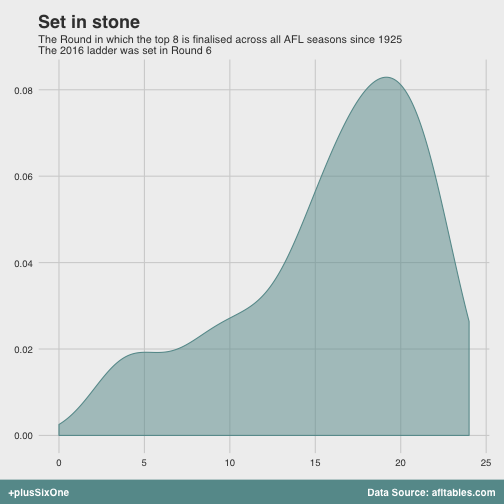 Set in stone
The Round in which the top 8 is finalised across all AFL seasons since 1925
The 2016 ladder was set in Round 6
0.08
0.06
0.04
0.02
0.00
0 5 10 15 20 25
+plusSixOne Data Source: afltables.com